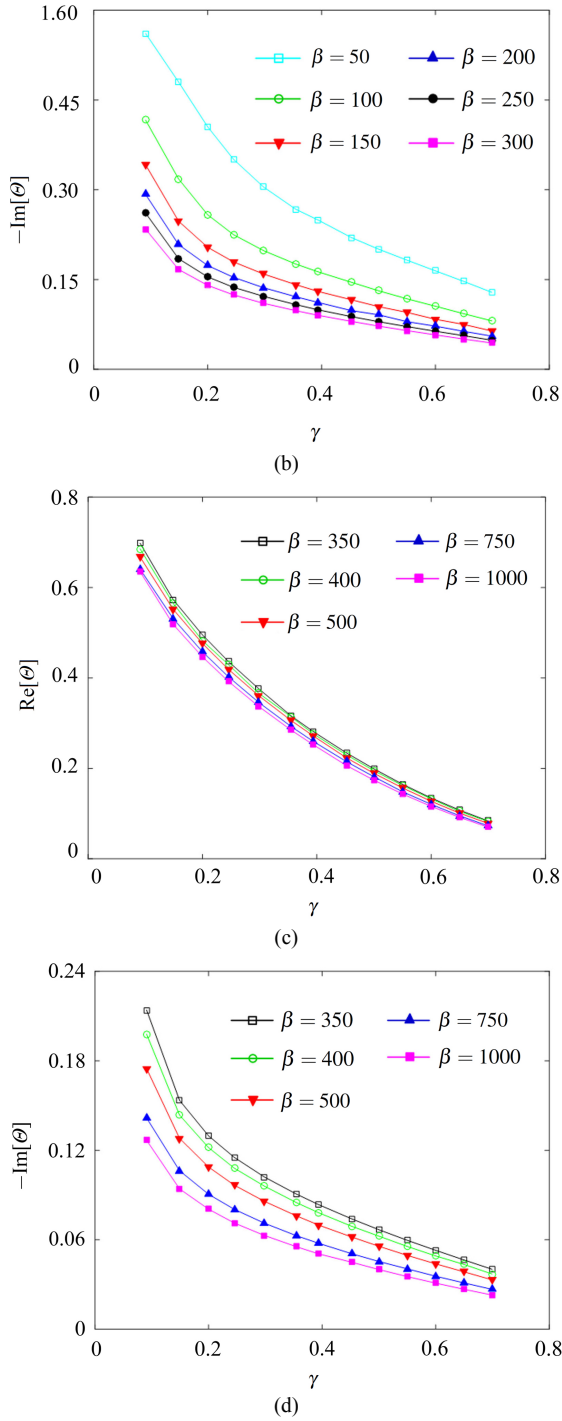 1.60
0.45
0.30
0.15
0
−Im[Θ]
β = 50
β = 100
β = 150
β = 200
β = 250
β = 300
0 0.2 0.4 0.6 0.8
γ
(b)
0.8
0.6
0.4
0.2
0
Re[Θ]
β = 350
β = 400
β = 500
β = 750
β = 1000
0 0.2 0.4 0.6 0.8
γ
(c)
0.24
0.18
0.12
0.06
0
−Im[Θ]
β = 350
β = 400
β = 500
β = 750
β = 1000
0 0.2 0.4 0.6 0.8
γ
(d)